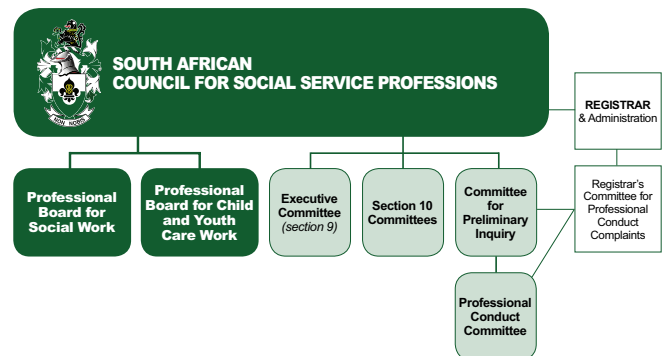 SOUTH AFRICAN
COUNCIL FOR SOCIAL SERVICE PROFESSIONS
NON NOBIS
REGISTRAR
& Administration
Professional
Board for
Social Work
Professional
Board for Child
and Youth
Care Work
Executive
Committee
(section 9)
Section 10
Committees
Committee
for
Preliminary
Inquiry
Registrar's
Committee for
Professional
Conduct
Complaints
Professional
Conduct
Committee